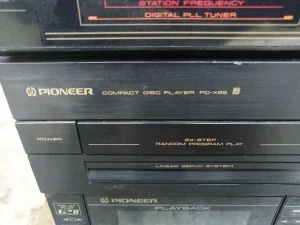 STATION FREQUENCY
DIGITAL PLL TUNER
PIONEER COMPACT DISC PLAYER PD-X88
POWER
24-STEP
RANDOM PROGRAM PLAY
LINEAR SERVO SYSTEM
PIONEER
PLAYBACK